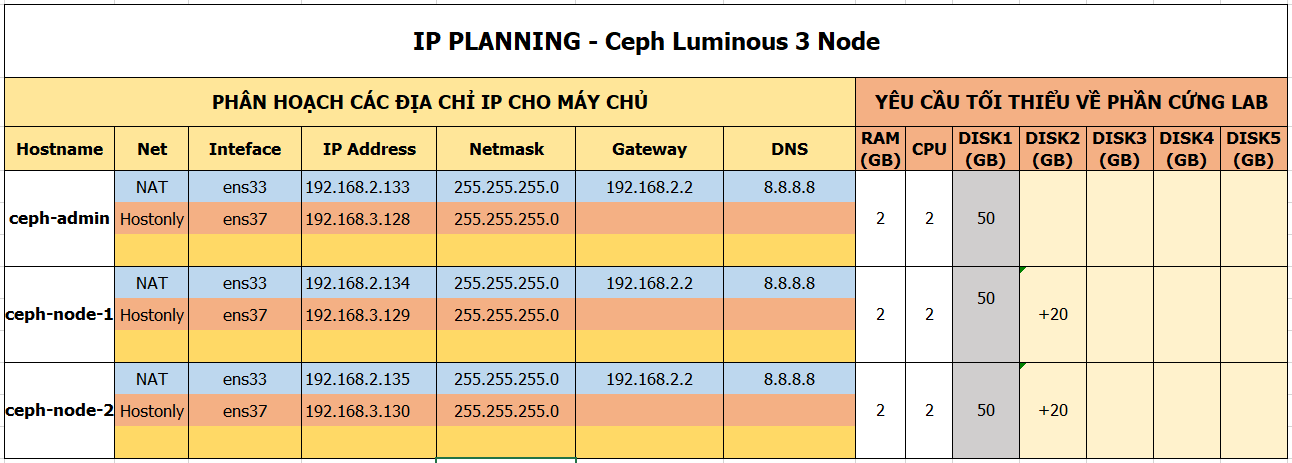 IP PLANNING - Ceph Luminous 3 Node
PHÂN HOẠCH CÁC ĐỊA CHỈ IP CHO MÁY CHỦ YÊU CẦU TỐI THIỂU VỀ PHẦN CỨNG LAB
Hostname Net Inteface IP Address Netmask Gateway DNS RAM (GB) CPU DISK1 (GB) DISK2 (GB) DISK3 (GB) DISK4 (GB) DISK5 (GB)
NAT ens33 192.168.2.133 255.255.255.0 192.168.2.2 8.8.8.8
ceph-admin Hostonly ens37 192.168.3.128 255.255.255.0 2 2 50
NAT ens33 192.168.2.134 255.255.255.0 192.168.2.2 8.8.8.8 50
ceph-node-1 Hostonly ens37 192.168.3.129 255.255.255.0 2 2 +20
NAT ens33 192.168.2.135 255.255.255.0 192.168.2.2 8.8.8.8
ceph-node-2 Hostonly ens37 192.168.3.130 255.255.255.0 2 2 50 +20